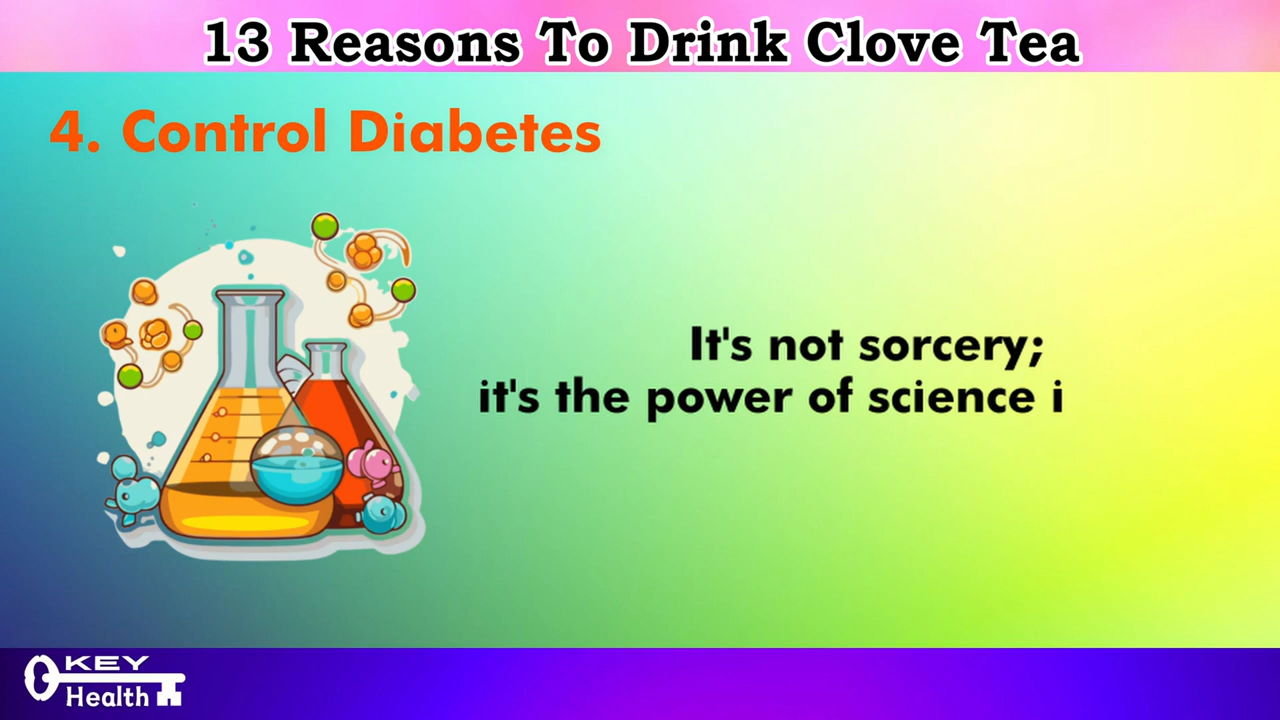 13 Reasons To Drink Clove Tea
4. Control Diabetes
It's not sorcery;
it's the power of science i
KEY
Health